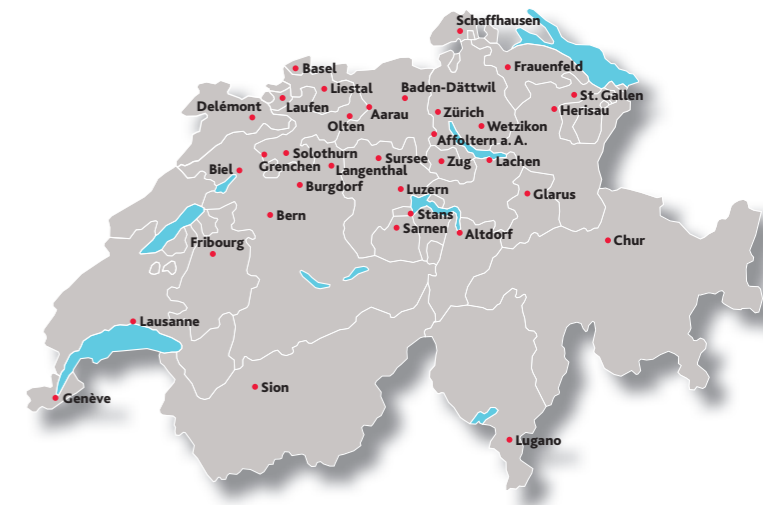 Schaffhausen
Basel
Frauenfeld
Liestal
Baden-Dättwil
St. Gallen
Delémont
Laufen
Aarau
Zürich
Herisau
Olten
Wetzikon
Affoltern a. A.
Solothurn
Sursee
Grenchen
Langenthal
Zug
Lachen
Biel
Burgdorf
Luzern
Glarus
Bern
Stans
Sarnen
Altdorf
Chur
Fribourg
Lausanne
Sion
Genève
Lugano